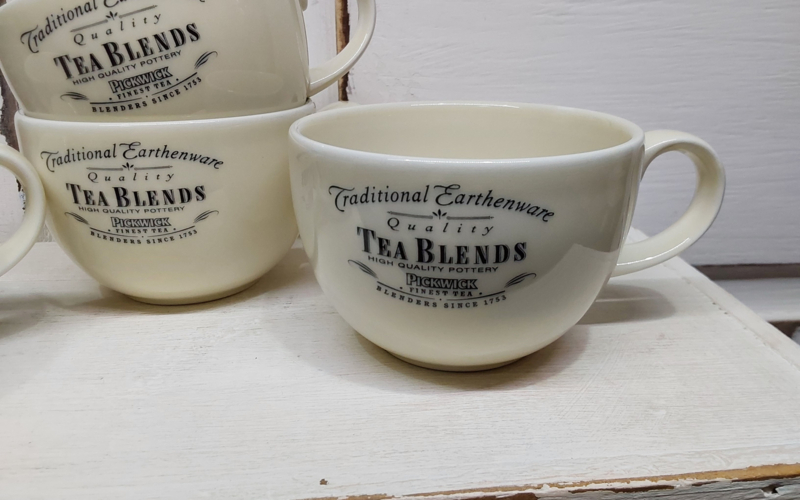 Traditional Earthenware
Quality
TEA BLENDS
HIGH QUALITY POTTERY
PICKWICK
• FINEST TEA •
BLENDERS SINCE 1753
Traditional Earthenware
Quality
TEA BLENDS
HIGH QUALITY POTTERY
PICKWICK
• FINEST TEA •
BLENDERS SINCE 1753
Traditional Earthenware
Quality
TEA BLENDS
HIGH QUALITY POTTERY
PICKWICK
• FINEST TEA •
BLENDERS SINCE 1753